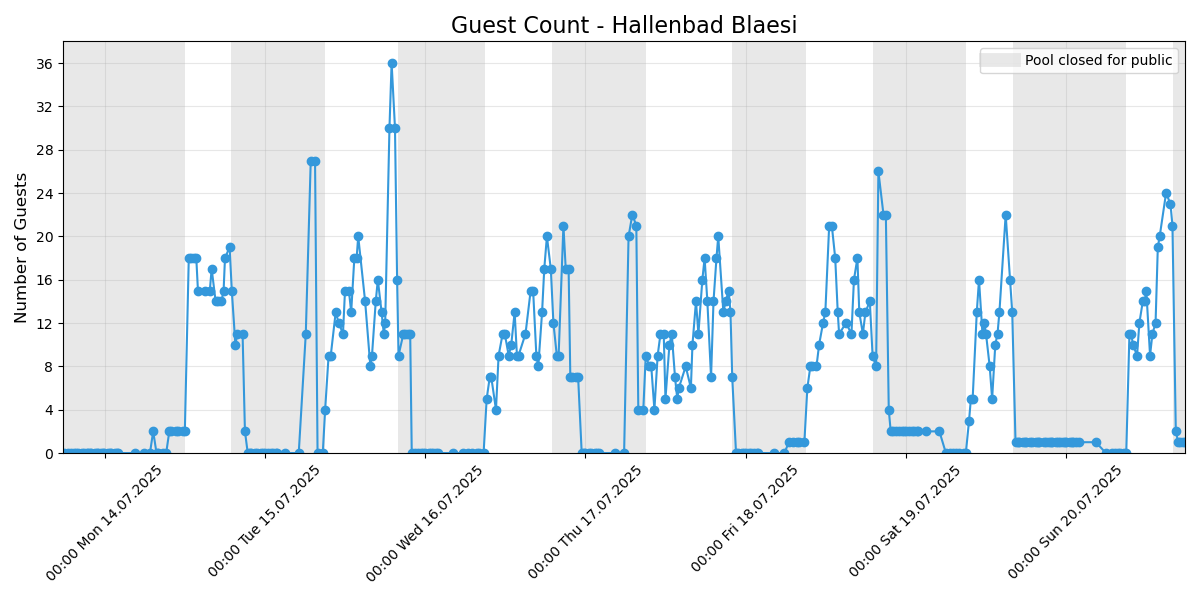 Guest Count - Hallenbad Blaesi
Pool closed for public
Number of Guests
36
32
28
24
20
16
12
8
4
0
00:00 Mon 14.07.2025
00:00 Tue 15.07.2025
00:00 Wed 16.07.2025
00:00 Thu 17.07.2025
00:00 Fri 18.07.2025
00:00 Sat 19.07.2025
00:00 Sun 20.07.2025